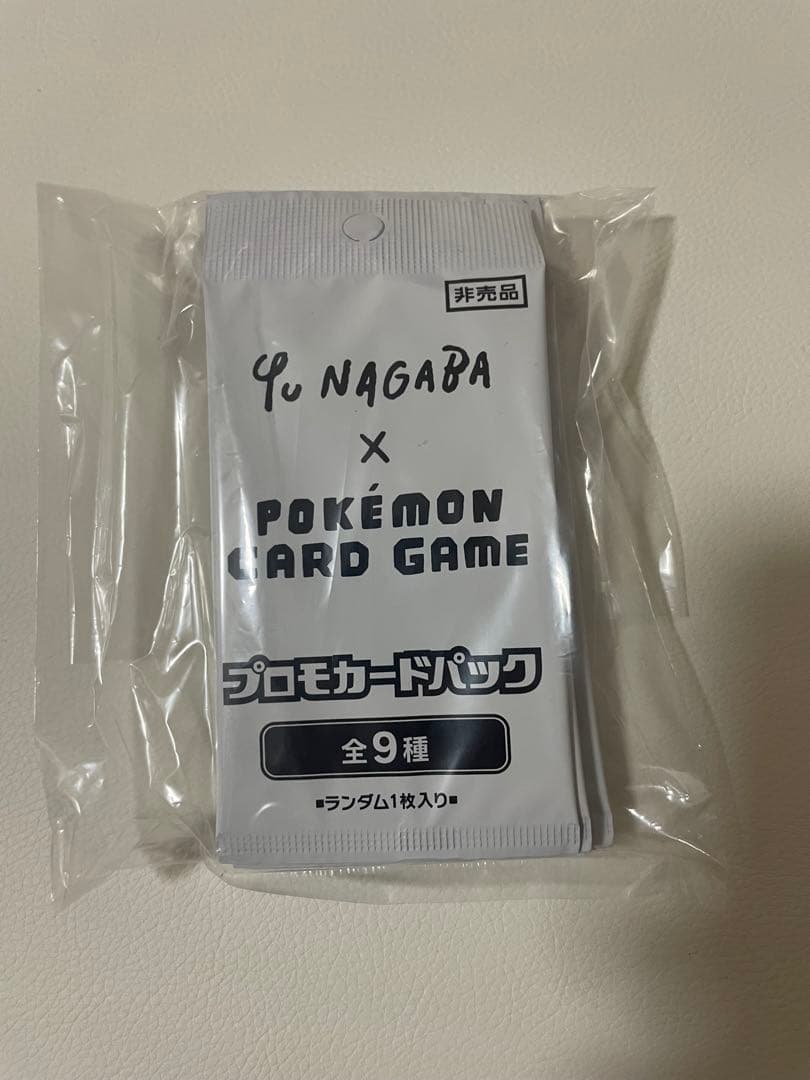 非売品
Yu NAGABA
×
POKÉMON
CARD GAME
プロモカードパック
全9種
■ランダム1枚入り■